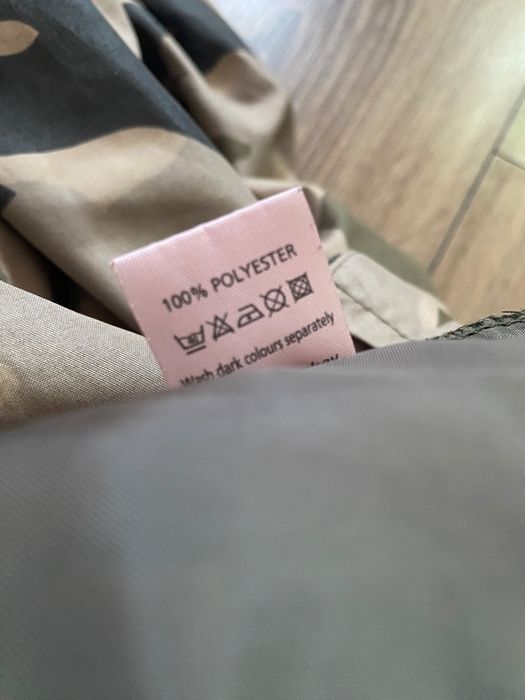 100% POLYESTER
Wash dark colours separately